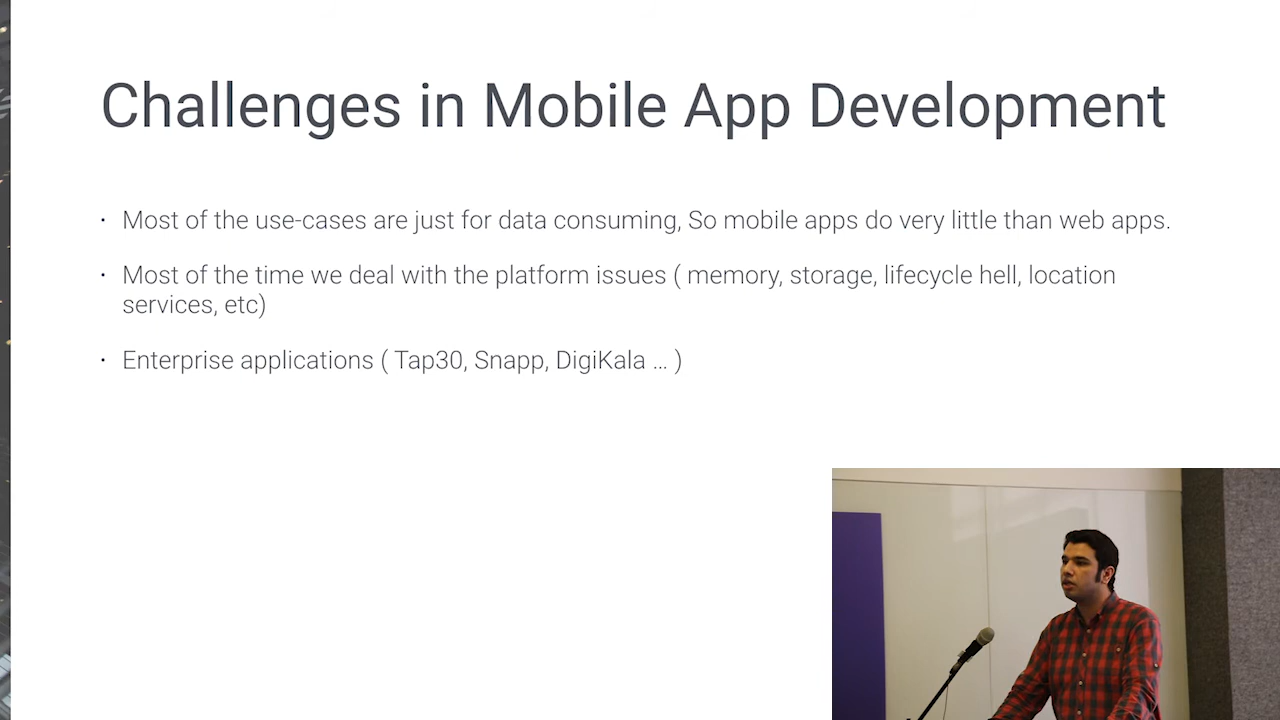 Challenges in Mobile App Development
· Most of the use-cases are just for data consuming, So mobile apps do very little than web apps.
· Most of the time we deal with the platform issues ( memory, storage, lifecycle hell, location
services, etc)
· Enterprise applications ( Tap30, Snapp, DigiKala ... )